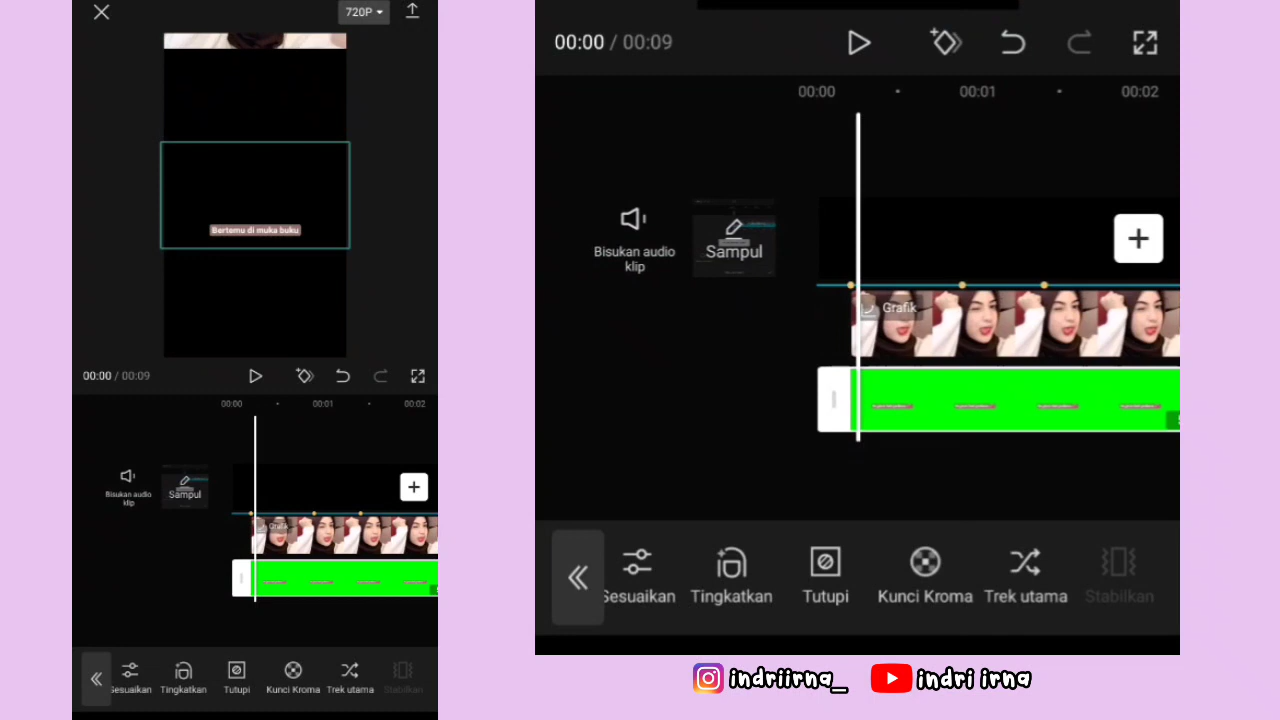 720P
Bertemu di muka buku
00:00 / 00:09
00:00 00:01 00:02
Bisukan audio
klip
Sampul
Grafik
Sesuaikan Tingkatkan Tutupi Kunci Kroma Trek utama Stabilkan
00:00 / 00:09
00:00 00:01 00:02
Bisukan audio
klip
Sampul
Grafik
Sesuaikan Tingkatkan Tutupi Kunci Kroma Trek utama Stabilkan
indriirna_ indri irna